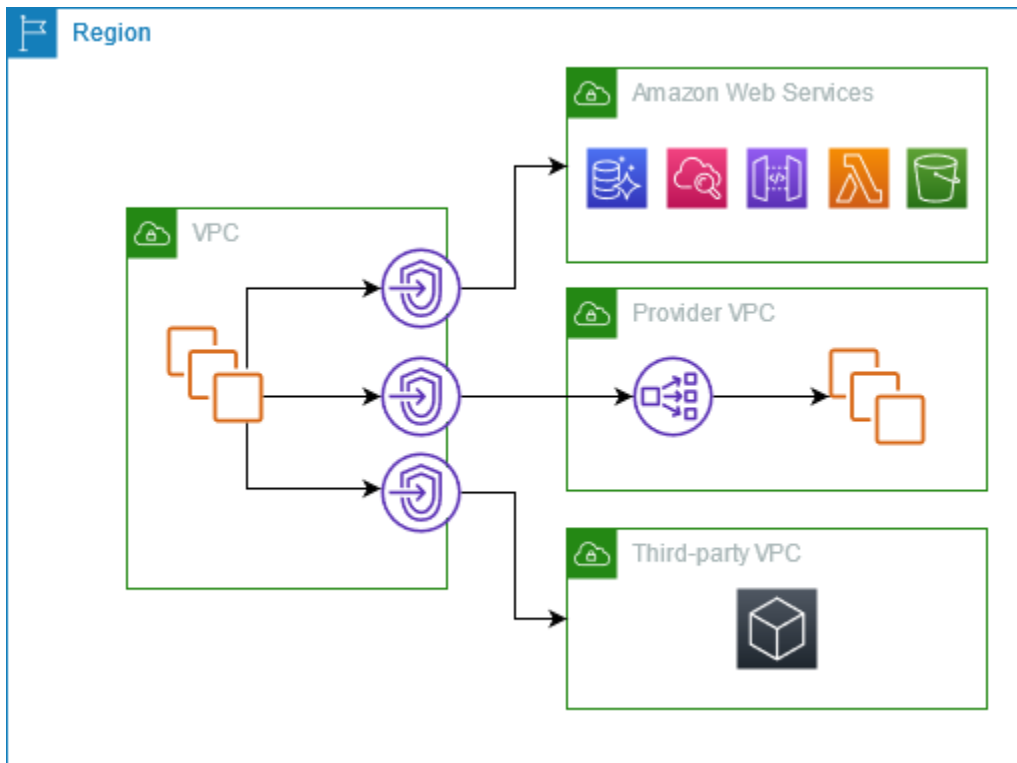 Region
Amazon Web Services
VPC
Provider VPC
Third-party VPC